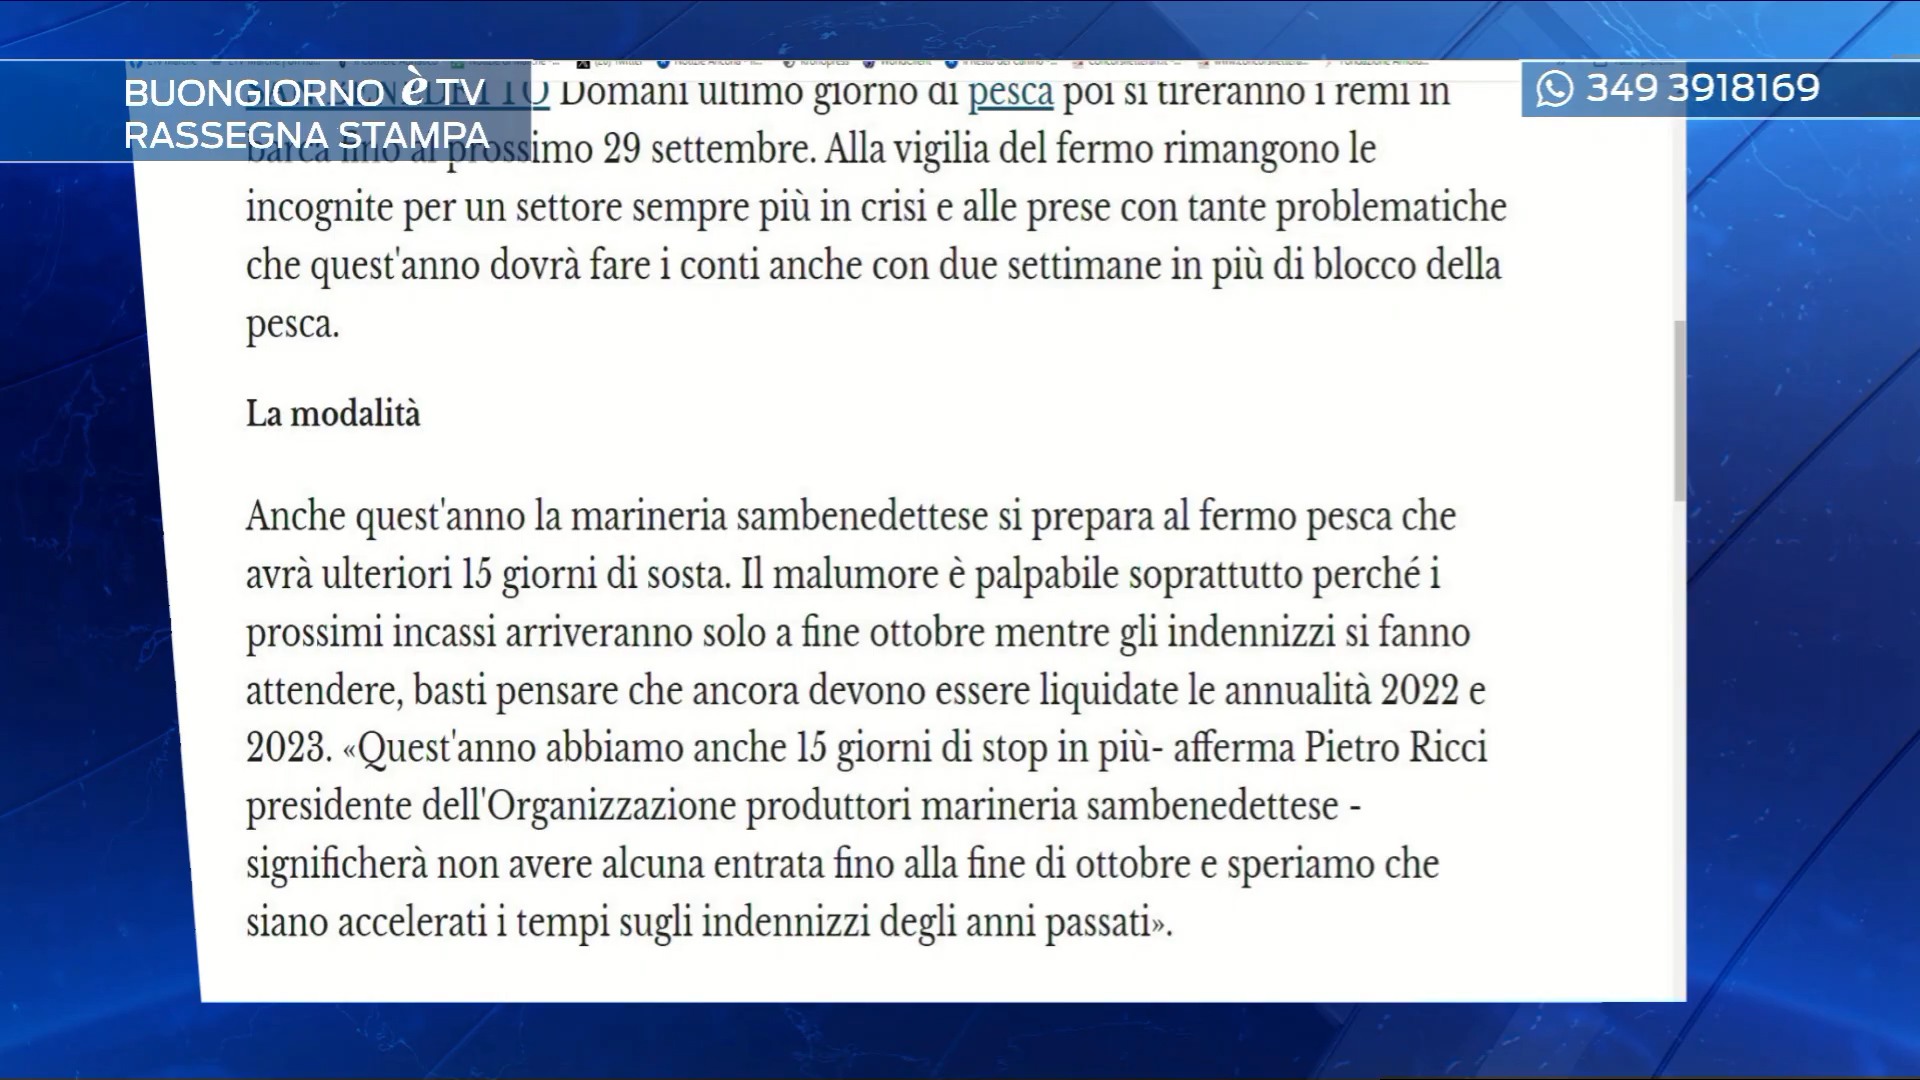 BUONGIORNO è TV
RASSEGNA STAMPA
349 3918169
Domani ultimo giorno di pesca poi si tireranno i remi in
barca fino al prossimo 29 settembre. Alla vigilia del fermo rimangono le
incognite per un settore sempre più in crisi e alle prese con tante problematiche
che quest'anno dovrà fare i conti anche con due settimane in più di blocco della
pesca.
La modalità
Anche quest'anno la marineria sambenedettese si prepara al fermo pesca che
avrà ulteriori 15 giorni di sosta. Il malumore è palpabile soprattutto perché i
prossimi incassi arriveranno solo a fine ottobre mentre gli indennizzi si fanno
attendere, basti pensare che ancora devono essere liquidate le annualità 2022 e
2023. «Quest'anno abbiamo anche 15 giorni di stop in più- afferma Pietro Ricci
presidente dell'Organizzazione produttori marineria sambenedettese -
significherà non avere alcuna entrata fino alla fine di ottobre e speriamo che
siano accelerati i tempi sugli indennizzi degli anni passati».